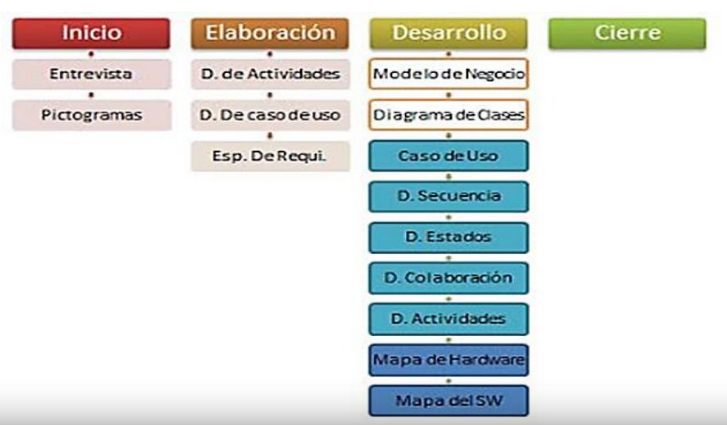 Inicio
Entrevista
Pictogramas
Elaboración
D. de Actividades
D. De caso de uso
Esp. De Requi.
Desarrollo
Modelo de Negocio
Diagrama de Clases
Caso de Uso
D. Secuencia
D. Estados
D. Colaboración
D. Actividades
Mapa de Hardware
Mapa del SW
Cierre